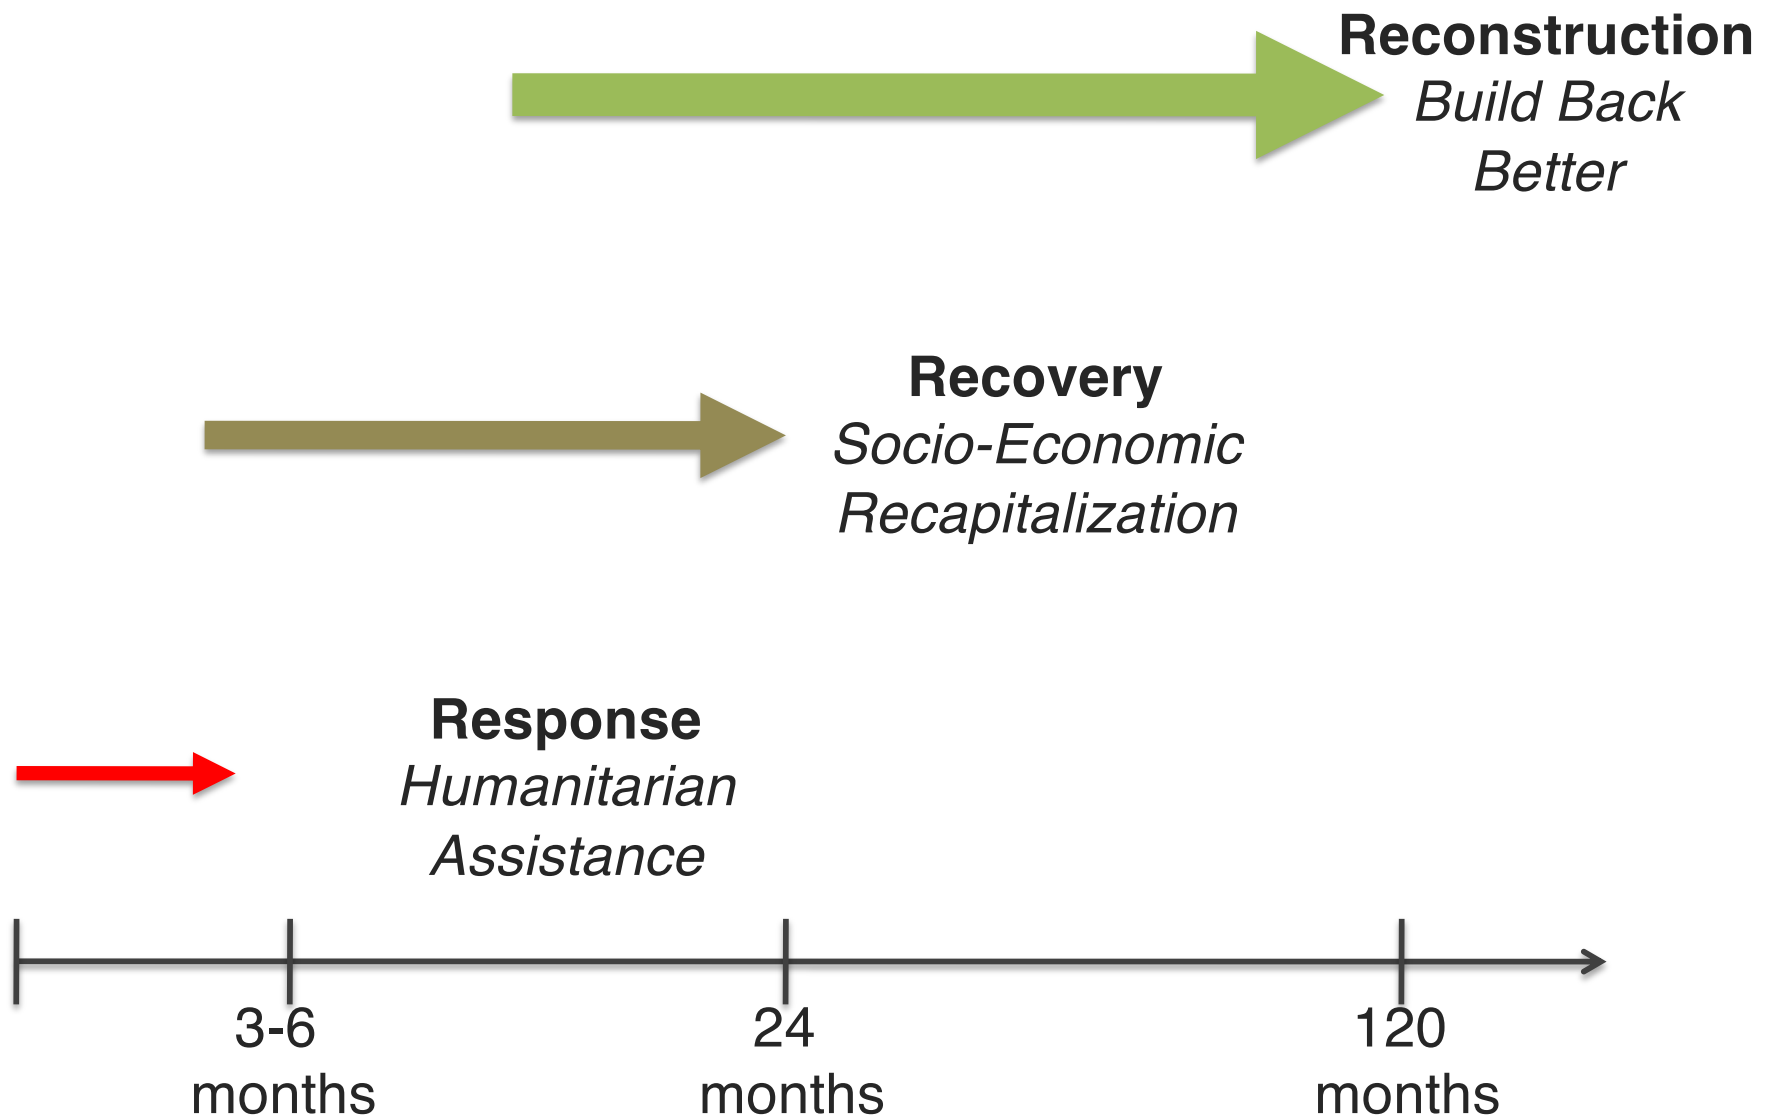 Reconstruction
Build Back
Better
Recovery
Socio-Economic
Recapitalization
Response
Humanitarian
Assistance
3-6
months
24
months
120
months